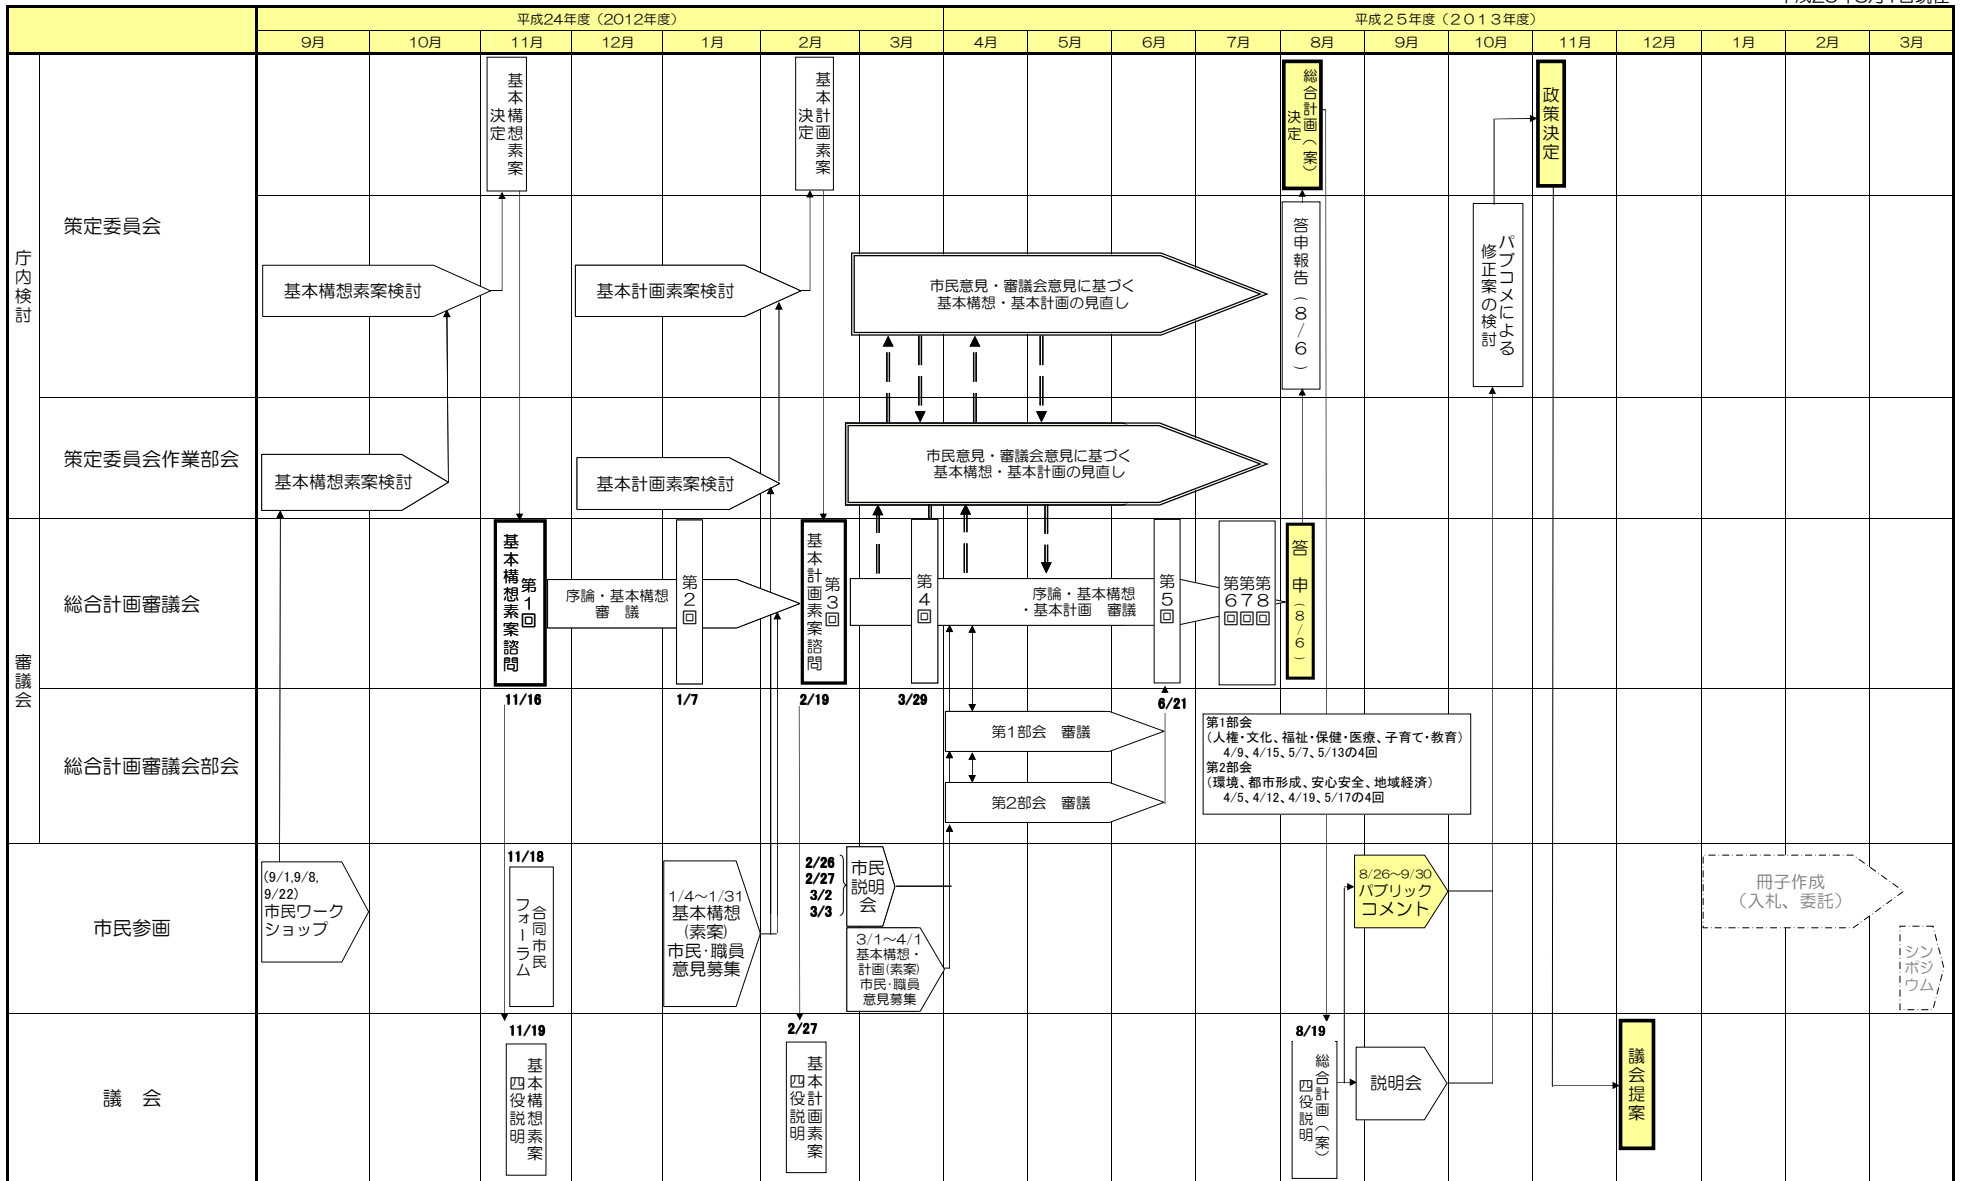 平成24年度（2012年度）
平成２５年度（２０１３年度）
9月
10月
11月
12月
1月
2月
3月
4月
5月
6月
7月
8月
9月
10月
11月
12月
1月
2月
3月
庁内検討
策定委員会
基本構想素案
決定
基本計画素案
決定
総合計画（案）
決定
政策決定
基本構想素案検討
基本計画素案検討
市民意見・審議会意見に基づく
基本構想・基本計画の見直し
答申報告（８/６）
パブコメによる
修正案の検討
策定委員会作業部会
基本構想素案検討
基本計画素案検討
市民意見・審議会意見に基づく
基本構想・基本計画の見直し
審議会
総合計画審議会
第1回
基本構想素案諮問
11/16
序論・基本構想
審　議
第2回
1/7
第3回
基本計画素案諮問
2/19
第4回
3/29
序論・基本構想
・基本計画　審議
第5回
6/21
第6回
第7回
第8回
答　申（８/６）
総合計画審議会部会
第1部会　審議
第2部会　審議
第1部会
（人権・文化、福祉・保健・医療、子育て・教育）
4/9、4/15、5/7、5/13の4回
第2部会
（環境、都市形成、安心安全、地域経済）
4/5、4/12、4/19、5/17の4回
市民参画
(9/1,9/8,
9/22)
市民ワーク
ショップ
11/18
合同市民
フォーラム
1/4～1/31
基本構想
(素案)
市民・職員
意見募集
2/26
2/27
3/2
3/3
市民
説明
会
3/1～4/1
基本構想・
計画(素案)
市民・職員
意見募集
8/26～9/30
パブリック
コメント
冊子作成
（入札、委託）
シン
ポジ
ウム
議　会
11/19
基本構想素案
四役説明
2/27
基本計画素案
四役説明
8/19
総合計画（案）
四役説明
説明会
議会提案